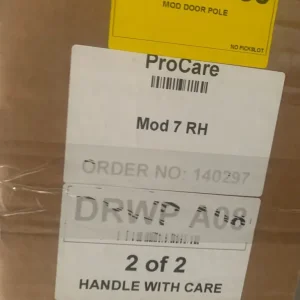 MOD DOOR POLE
NO PICKSLOT
ProCare
Mod 7 RH
ORDER NO: 140297
DRWP A08
2 of 2
HANDLE WITH CARE